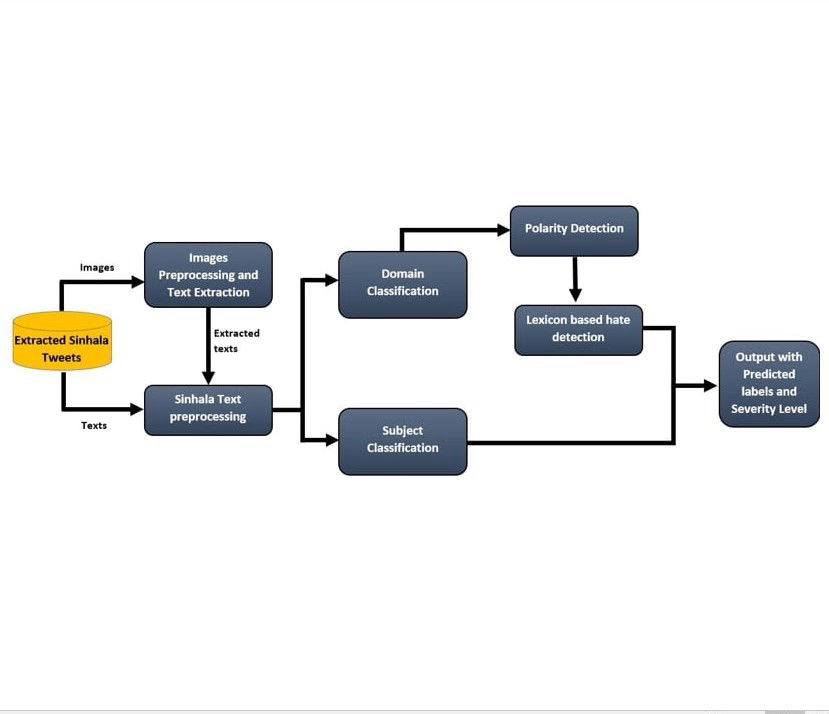 Images
Extracted Sinhala
Tweets
Texts
Images
Preprocessing and
Text Extraction
Extracted
texts
Sinhala Text
preprocessing
Domain
Classification
Subject
Classification
Polarity Detection
Lexicon based hate
detection
Output with
Predicted
labels and
Severity Level